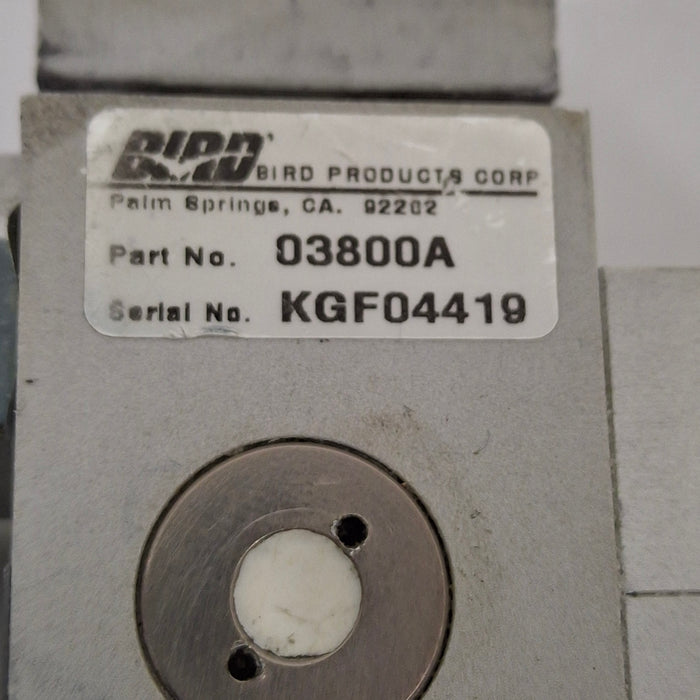 BIRD
BIRD PRODUCTS CORP
Palm Springs, CA. 92262
Part No. 03800A
Serial No. KGF04419